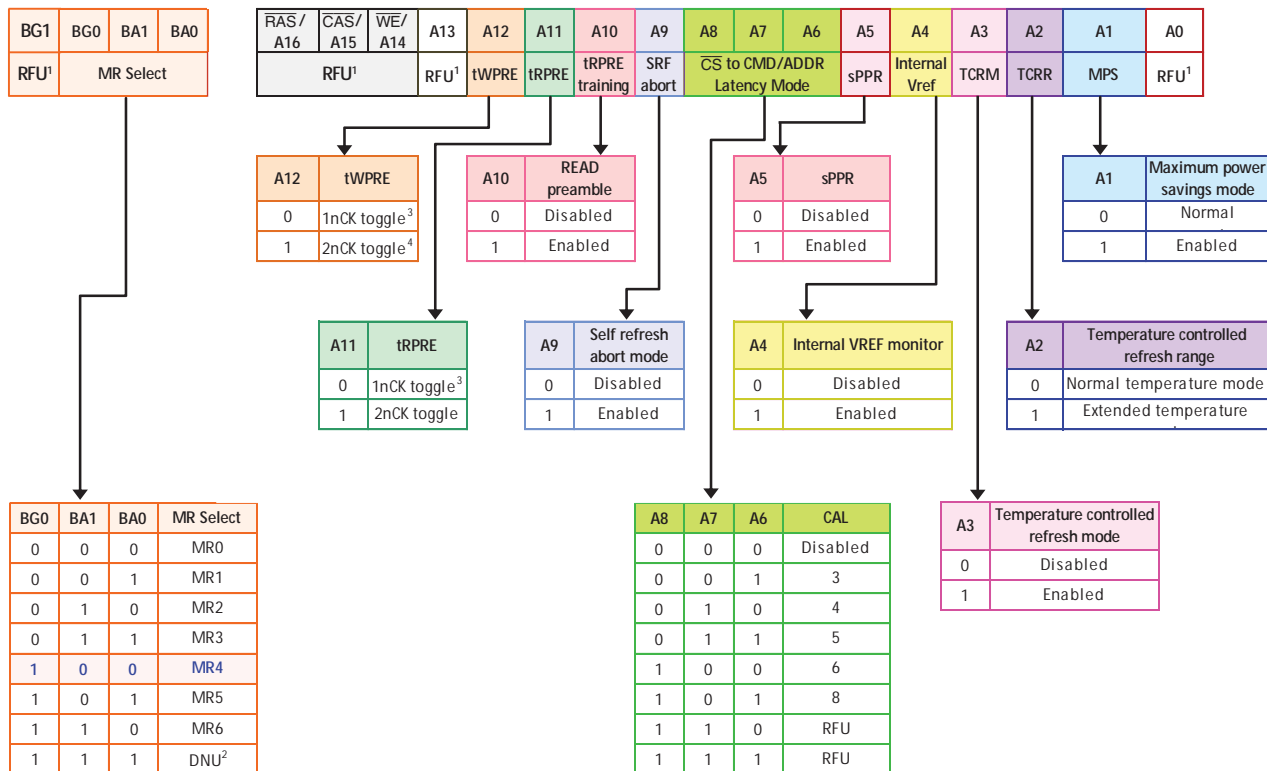 BG1 BG0 BA1 BA0
RFU¹ MR Select
RAS/ A16 CAS/ A15 WE/ A14 A13 A12 A11 A10 A9 A8 A7 A6 A5 A4 A3 A2 A1 A0
RFU¹ RFU¹ tWPRE tRPRE tRPRE training SRF abort CS to CMD/ADDR Latency Mode sPPR Internal Vref TCRM TCRR MPS RFU¹
A12 tWPRE
0 1nCK toggle³
1 2nCK toggle⁴
A10 READ preamble
0 Disabled
1 Enabled
A5 sPPR
0 Disabled
1 Enabled
A1 Maximum power savings mode
0 Normal
1 Enabled
A11 tRPRE
0 1nCK toggle³
1 2nCK toggle
A9 Self refresh abort mode
0 Disabled
1 Enabled
A4 Internal VREF monitor
0 Disabled
1 Enabled
A2 Temperature controlled refresh range
0 Normal temperature mode
1 Extended temperature
BG0 BA1 BA0 MR Select
0 0 0 MR0
0 0 1 MR1
0 1 0 MR2
0 1 1 MR3
1 0 0 MR4
1 0 1 MR5
1 1 0 MR6
1 1 1 DNU²
A8 A7 A6 CAL
0 0 0 Disabled
0 0 1 3
0 1 0 4
0 1 1 5
1 0 0 6
1 0 1 8
1 1 0 RFU
1 1 1 RFU
A3 Temperature controlled refresh mode
0 Disabled
1 Enabled